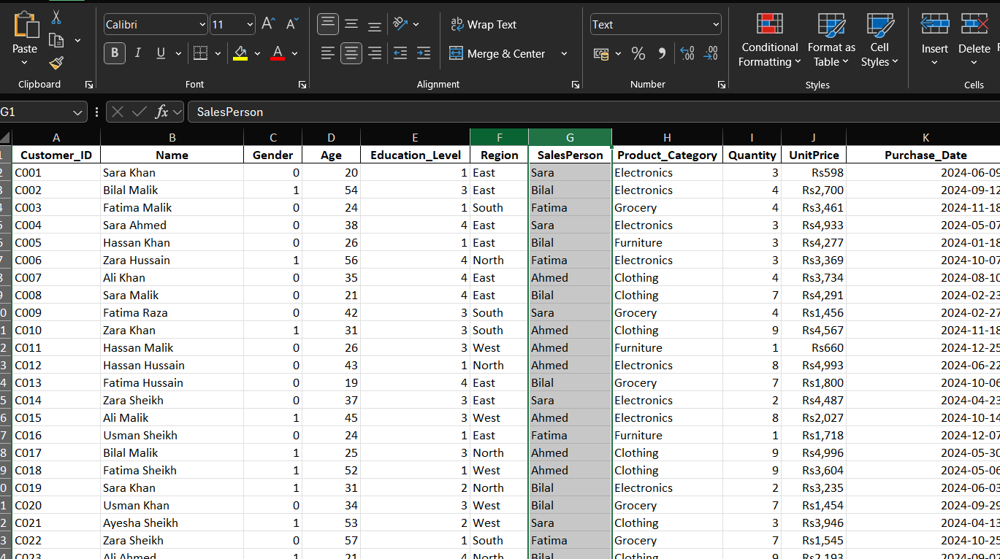 Calibri 11 Wrap Text Text
Paste B I U A Merge & Center % Conditional Formatting Format as Table Cell Styles Insert Delete
Clipboard Font Alignment Number Styles Cells
G1 fx SalesPerson
A B C D E F G H I J K
Customer_ID Name Gender Age Education_Level Region SalesPerson Product_Category Quantity UnitPrice Purchase_Date
C001 Sara Khan 0 20 1 East Sara Electronics 3 Rs598 2024-06-09
C002 Bilal Malik 1 54 3 East Bilal Electronics 4 Rs2,700 2024-09-12
C003 Fatima Malik 0 24 1 South Fatima Grocery 4 Rs3,461 2024-11-18
C004 Sara Ahmed 0 38 4 East Sara Electronics 3 Rs4,933 2024-05-07
C005 Hassan Khan 0 26 1 East Bilal Furniture 3 Rs4,277 2024-01-18
C006 Zara Hussain 1 56 4 North Fatima Electronics 3 Rs3,369 2024-10-07
C007 Ali Khan 0 35 4 East Ahmed Clothing 4 Rs3,734 2024-08-10
C008 Sara Malik 0 21 4 East Bilal Clothing 7 Rs4,291 2024-02-23
C009 Fatima Raza 0 42 3 South Sara Grocery 4 Rs1,456 2024-02-27
C010 Zara Khan 1 31 3 South Ahmed Clothing 9 Rs4,567 2024-11-18
C011 Hassan Malik 0 26 3 West Ahmed Furniture 1 Rs660 2024-12-25
C012 Hassan Hussain 0 43 1 North Ahmed Electronics 8 Rs4,993 2024-06-22
C013 Fatima Hussain 0 19 4 East Bilal Grocery 7 Rs1,800 2024-10-06
C014 Zara Sheikh 0 37 3 East Sara Electronics 2 Rs4,487 2024-04-23
C015 Ali Malik 1 45 3 West Ahmed Electronics 8 Rs2,027 2024-10-14
C016 Usman Sheikh 0 24 1 East Fatima Furniture 1 Rs1,718 2024-12-07
C017 Bilal Malik 1 25 3 North Ahmed Clothing 9 Rs4,996 2024-05-30
C018 Fatima Sheikh 1 52 1 West Ahmed Clothing 9 Rs3,604 2024-05-06
C019 Sara Khan 1 31 2 North Bilal Electronics 2 Rs3,235 2024-06-03
C020 Usman Khan 0 34 3 West Bilal Grocery 7 Rs1,454 2024-09-29
C021 Ayesha Sheikh 1 53 2 West Sara Clothing 3 Rs3,946 2024-04-13
C022 Zara Sheikh 0 57 1 South Fatima Grocery 7 Rs1,545 2024-10-25
C023 Ali Ahmed 1 21 4 North Bilal Clothing 9 Rs2,193 2024-09-07